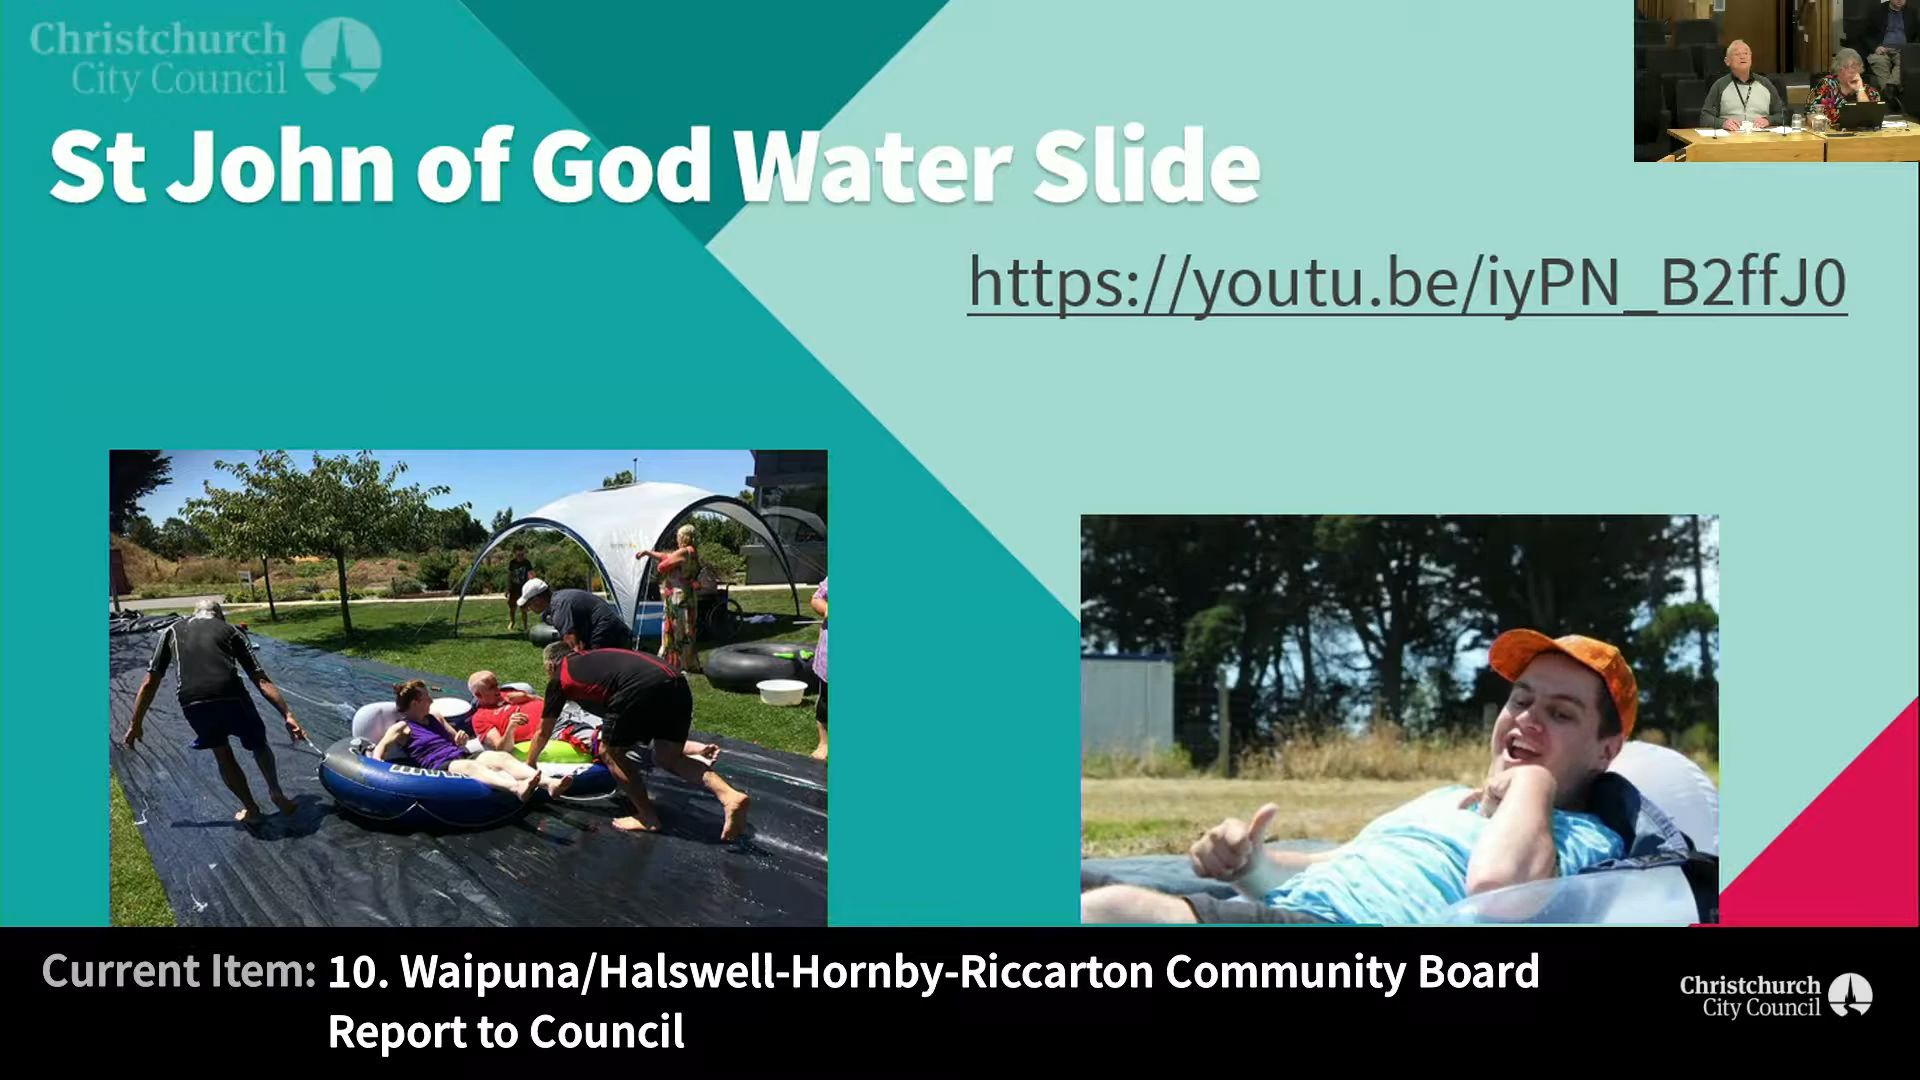 Christchurch
City Council
St John of God Water Slide
https://youtu.be/iyPN_B2ffJ0
Current Item: 10. Waipuna/Halswell-Hornby-Riccarton Community Board
Report to Council
Christchurch
City Council